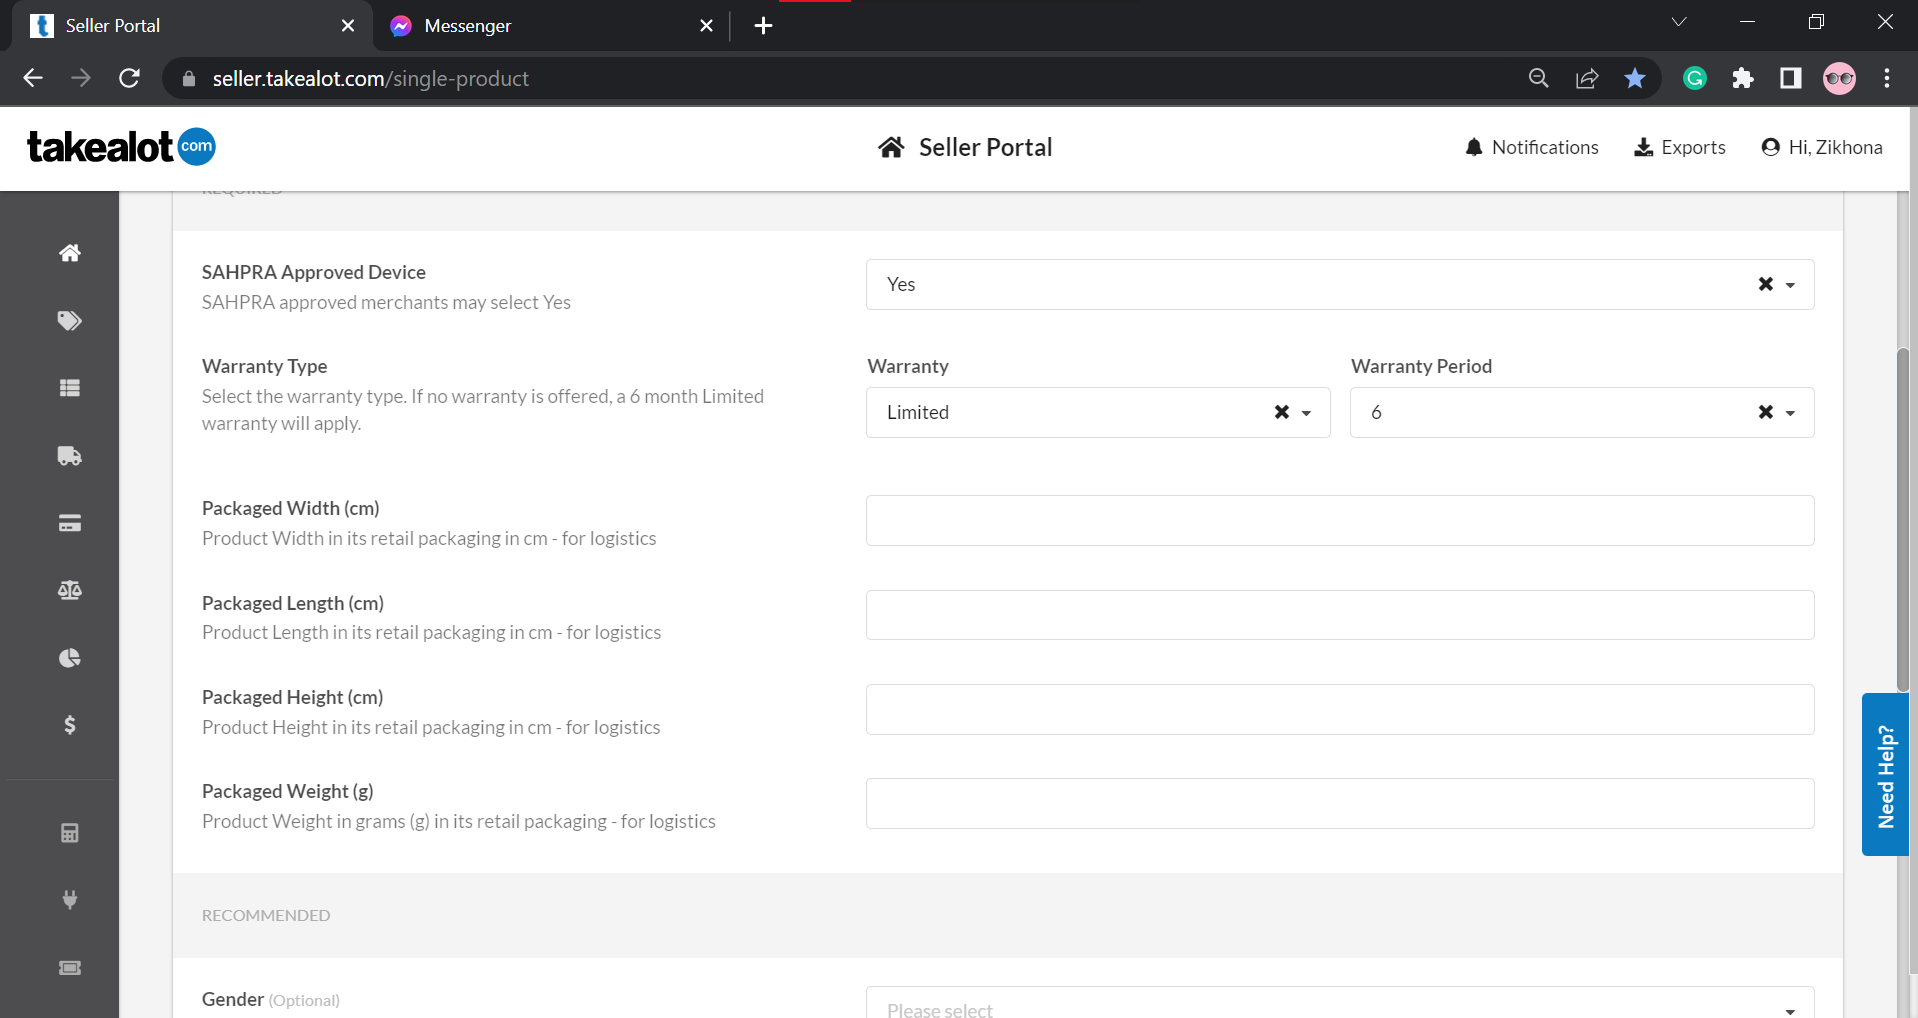 Seller Portal
Messenger
seller.takealot.com/single-product
takealot com
Seller Portal
Notifications
Exports
Hi, Zikhona
REQUIRED
SAHPRA Approved Device
SAHPRA approved merchants may select Yes
Yes
Warranty Type
Select the warranty type. If no warranty is offered, a 6 month Limited
warranty will apply.
Warranty
Limited
Warranty Period
6
Packaged Width (cm)
Product Width in its retail packaging in cm - for logistics
Packaged Length (cm)
Product Length in its retail packaging in cm - for logistics
Packaged Height (cm)
Product Height in its retail packaging in cm - for logistics
Packaged Weight (g)
Product Weight in grams (g) in its retail packaging - for logistics
Need Help?
RECOMMENDED
Gender (Optional)
Please select